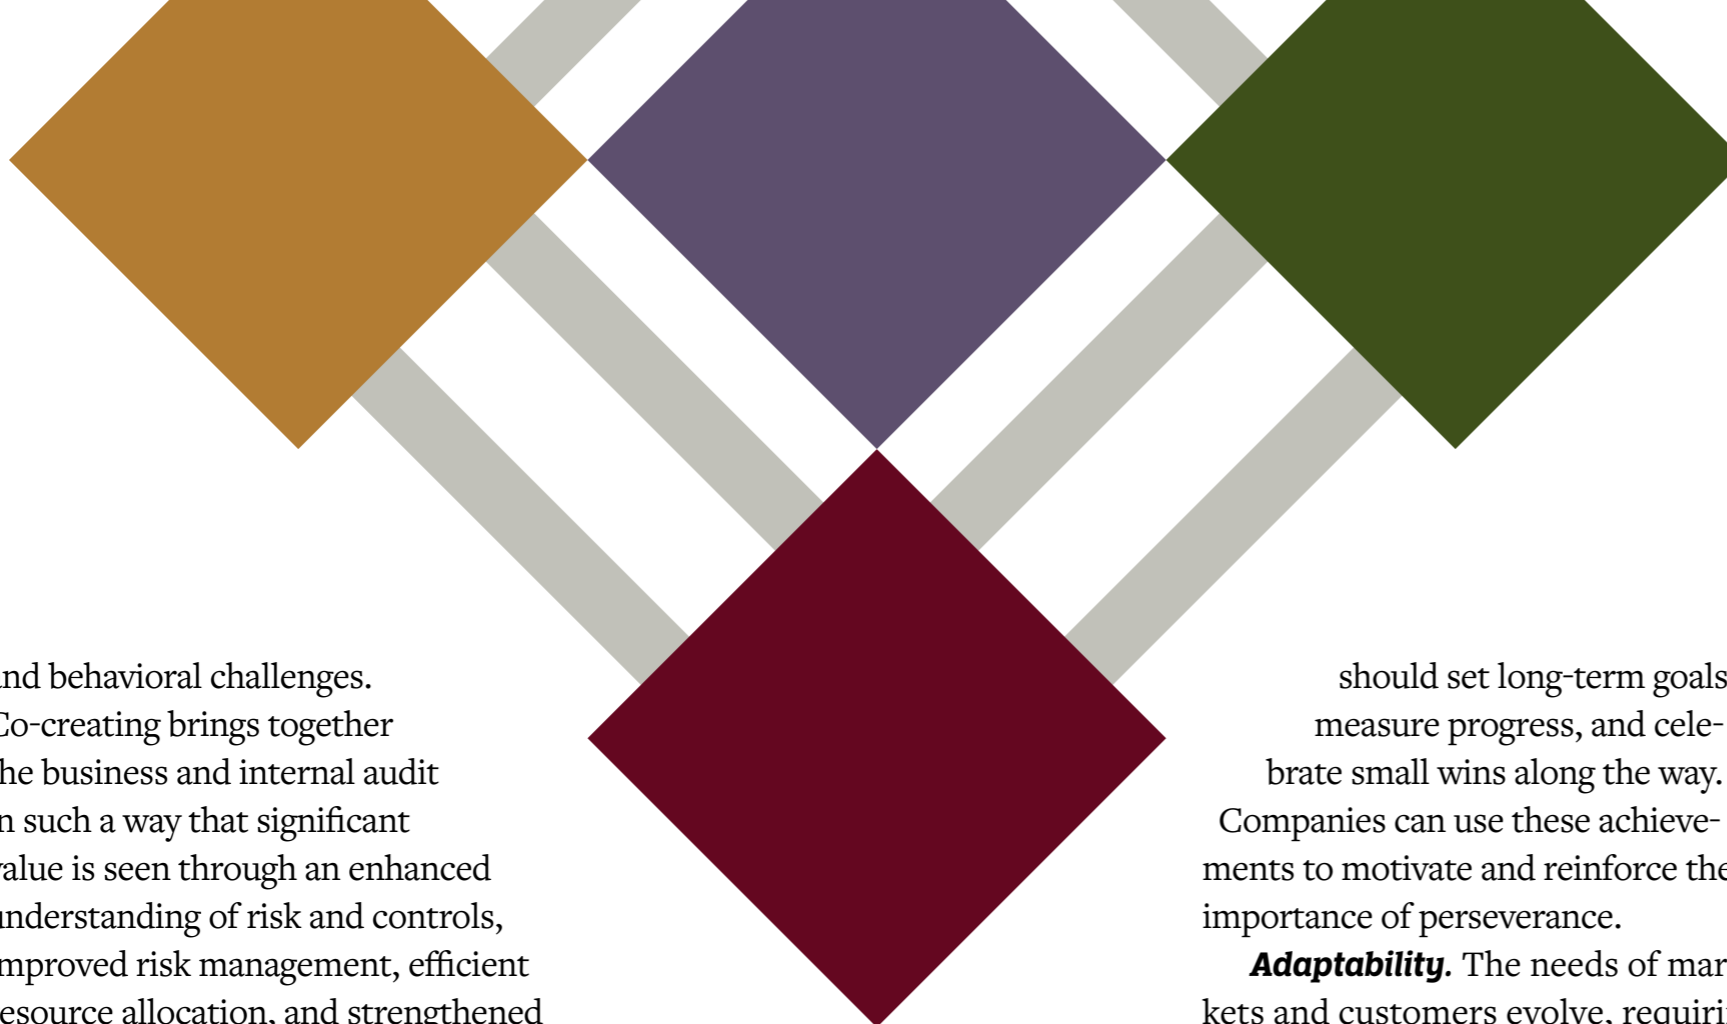 and behavioral challenges.
Co-creating brings together
the business and internal audit
in such a way that significant
value is seen through an enhanced
understanding of risk and controls,
improved risk management, efficient
resource allocation, and strengthened
should set long-term goals
measure progress, and cele-
brate small wins along the way.
Companies can use these achieve-
ments to motivate and reinforce the
importance of perseverance.
Adaptability. The needs of mar
kets and customers evolve, requiri